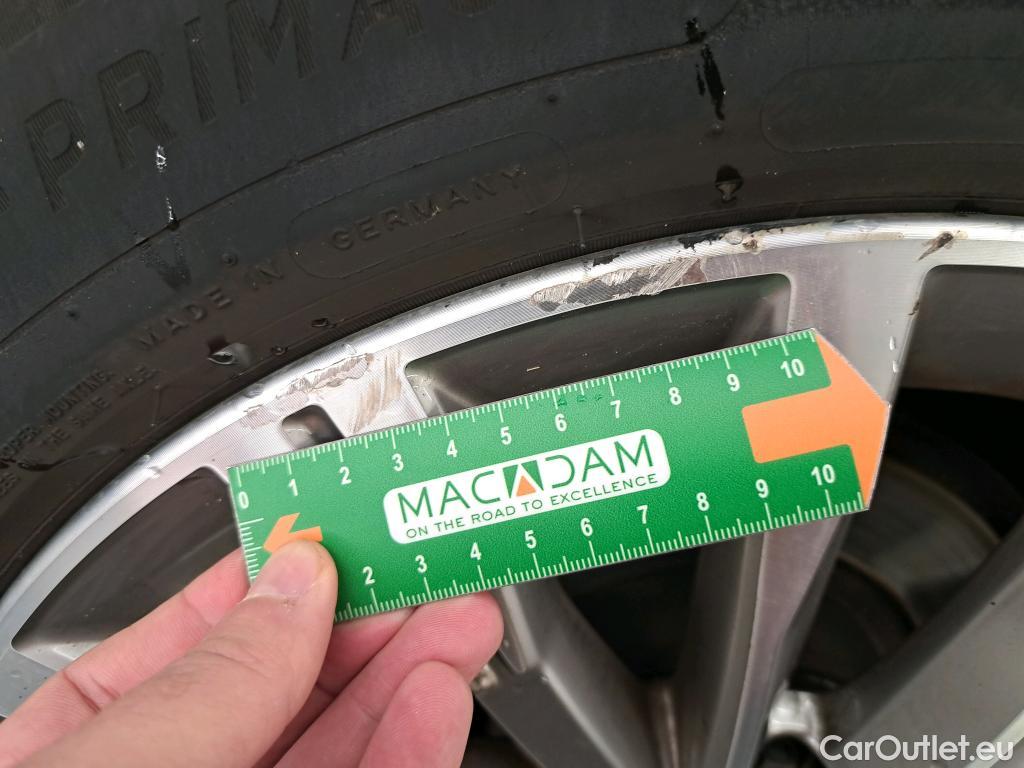 PRIMA
GERMANY
MADE IN
0 1 2 3 4 5 6 7 8 9 10
MACADAM
ON THE ROAD TO EXCELLENCE
2 3 4 5 6 7 8 9 10
CarOutlet.eu